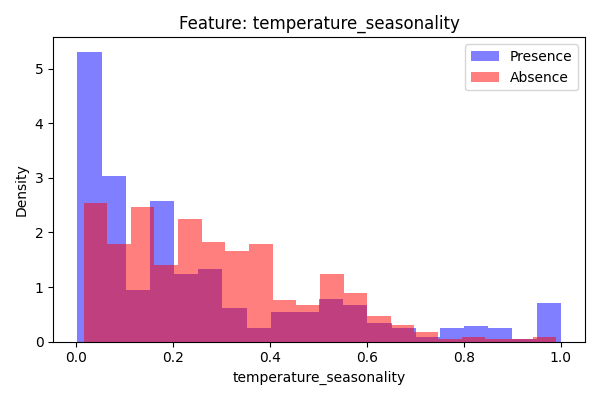 Feature: temperature_seasonality
Presence
Absence
Density
5
4
3
2
1
0
0.0 0.2 0.4 0.6 0.8 1.0
temperature_seasonality